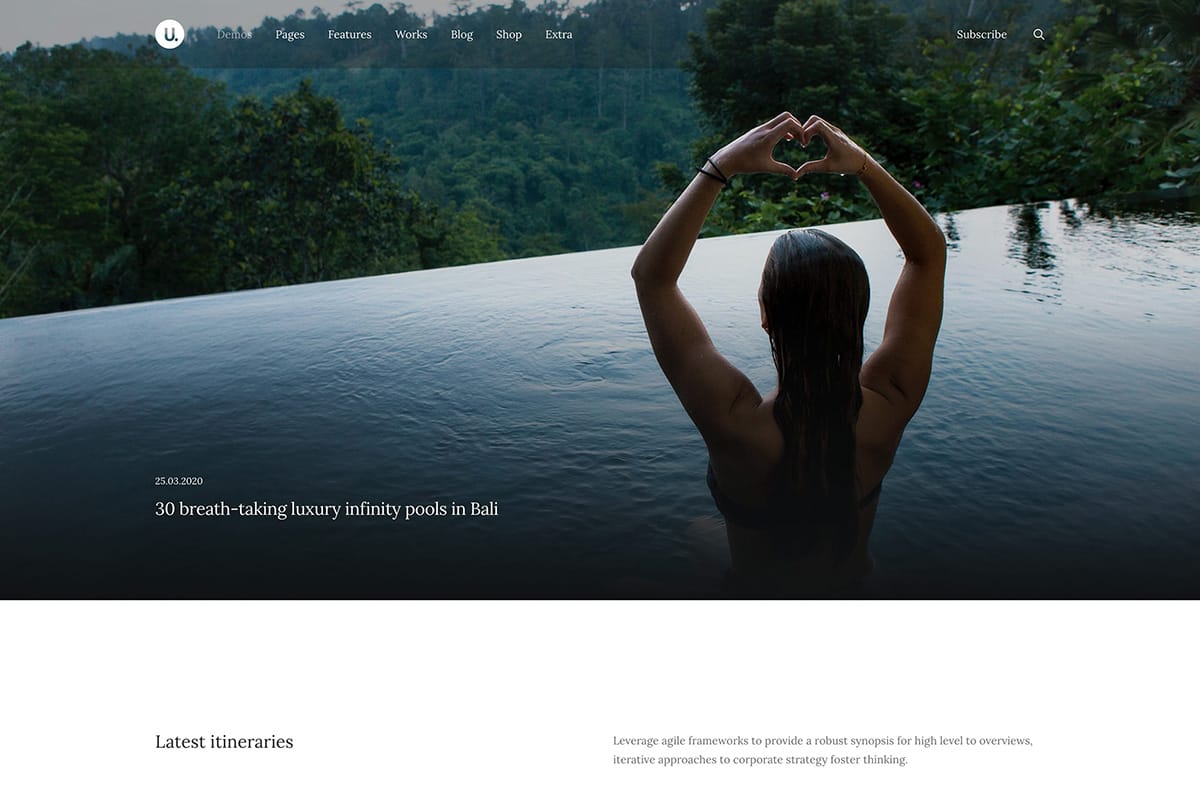 U. Demos Pages Features Works Blog Shop Extra Subscribe
25.03.2020
30 breath-taking luxury infinity pools in Bali
Latest itineraries
Leverage agile frameworks to provide a robust synopsis for high level to overviews,
iterative approaches to corporate strategy foster thinking.